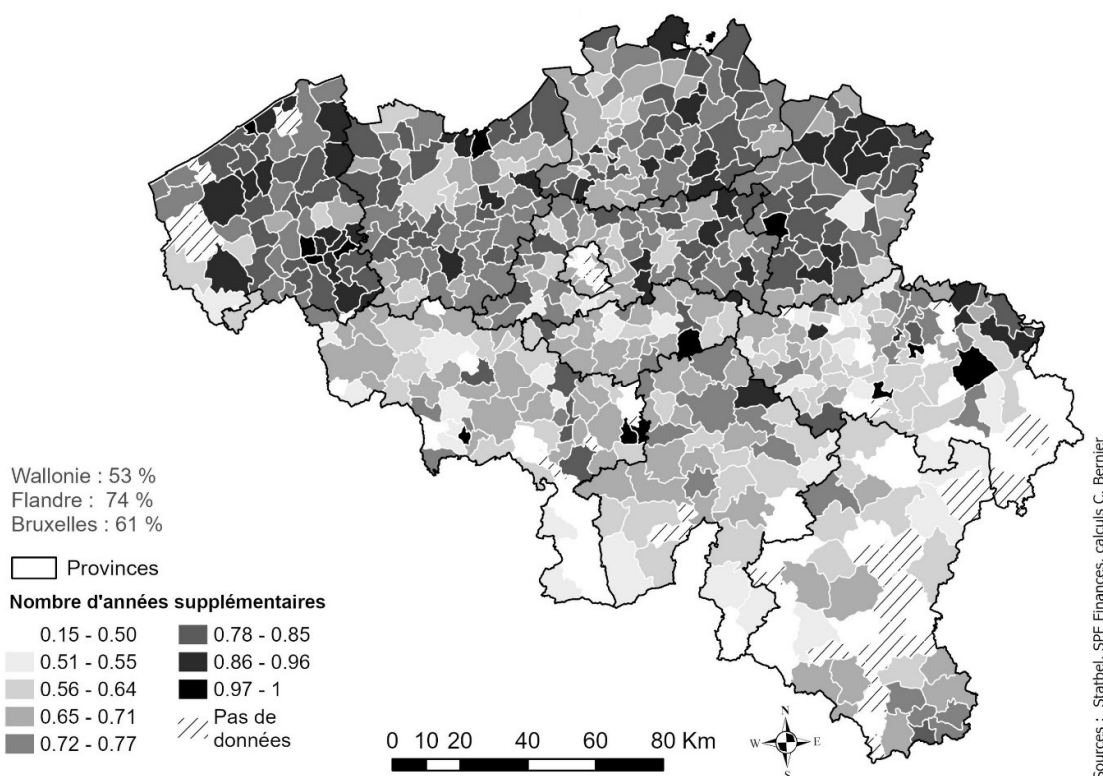 Wallonie : 53 %
Flandre : 74 %
Bruxelles : 61 %
Provinces
Nombre d'années supplémentaires
0.15 - 0.50
0.51 - 0.55
0.56 - 0.64
0.65 - 0.71
0.72 - 0.77
0.78 - 0.85
0.86 - 0.96
0.97 - 1
Pas de
données
0 10 20 40 60 80 Km
N
W E
S
Sources : Statbel, SPF Finances, calculs C. Bernier